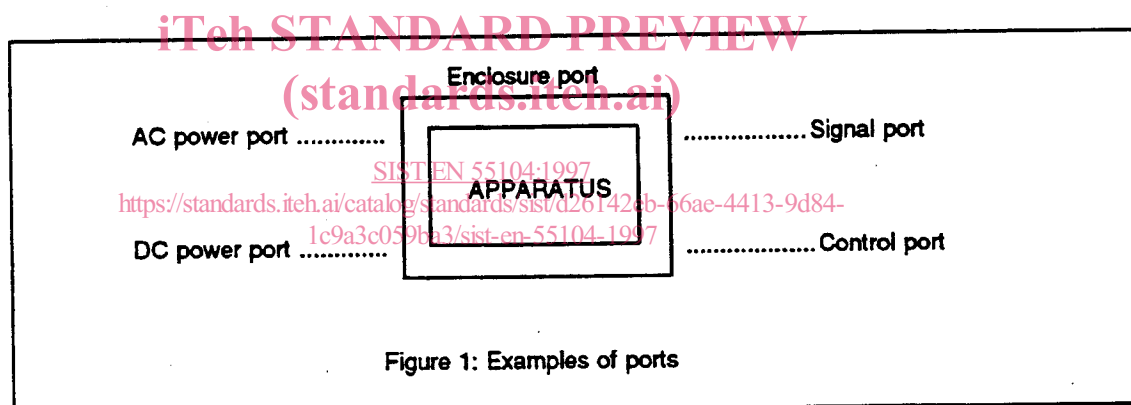 iTeh STANDARD PREVIEW
(standards.iteh.ai)
Enclosure port
AC power port ............. 
.................. Signal port
SIST EN 55104:1997
APPARATUS
https://standards.iteh.ai/catalog/standards/sist/d26142eb-66ae-4413-9d84-
1c9a3c059ba3/sist-en-55104-1997
DC power port .............
................... Control port
Figure 1: Examples of ports